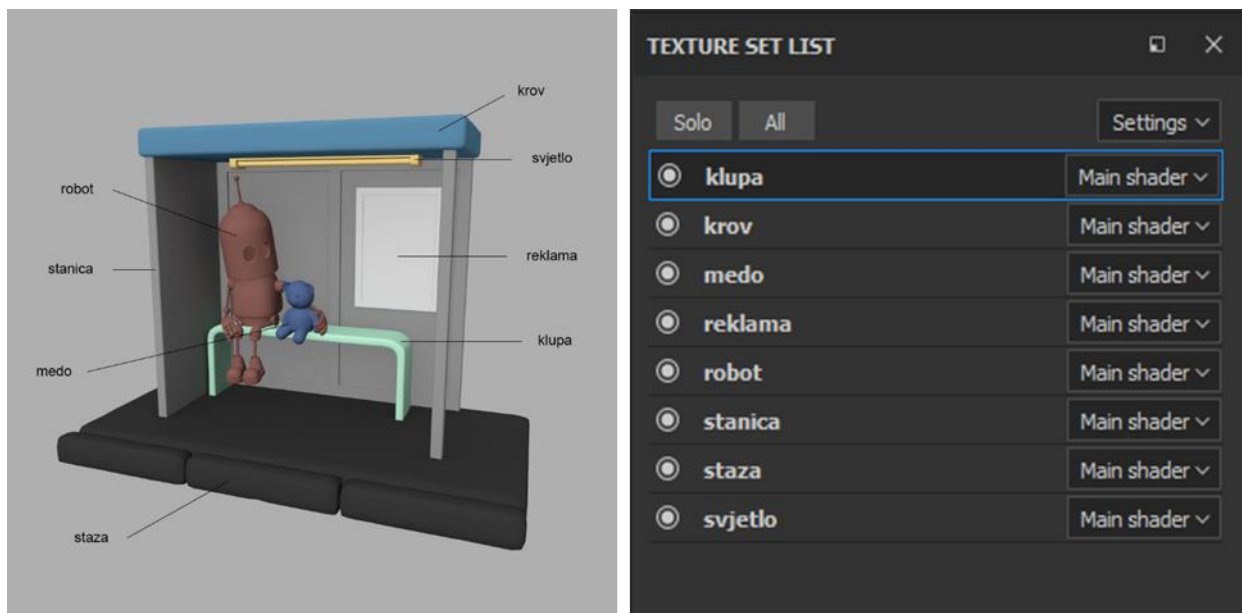 krov
svjetlo
robot
stanica
reklama
klupa
medo
staza
TEXTURE SET LIST
Solo All Settings
klupa Main shader
krov Main shader
medo Main shader
reklama Main shader
robot Main shader
stanica Main shader
staza Main shader
svjetlo Main shader